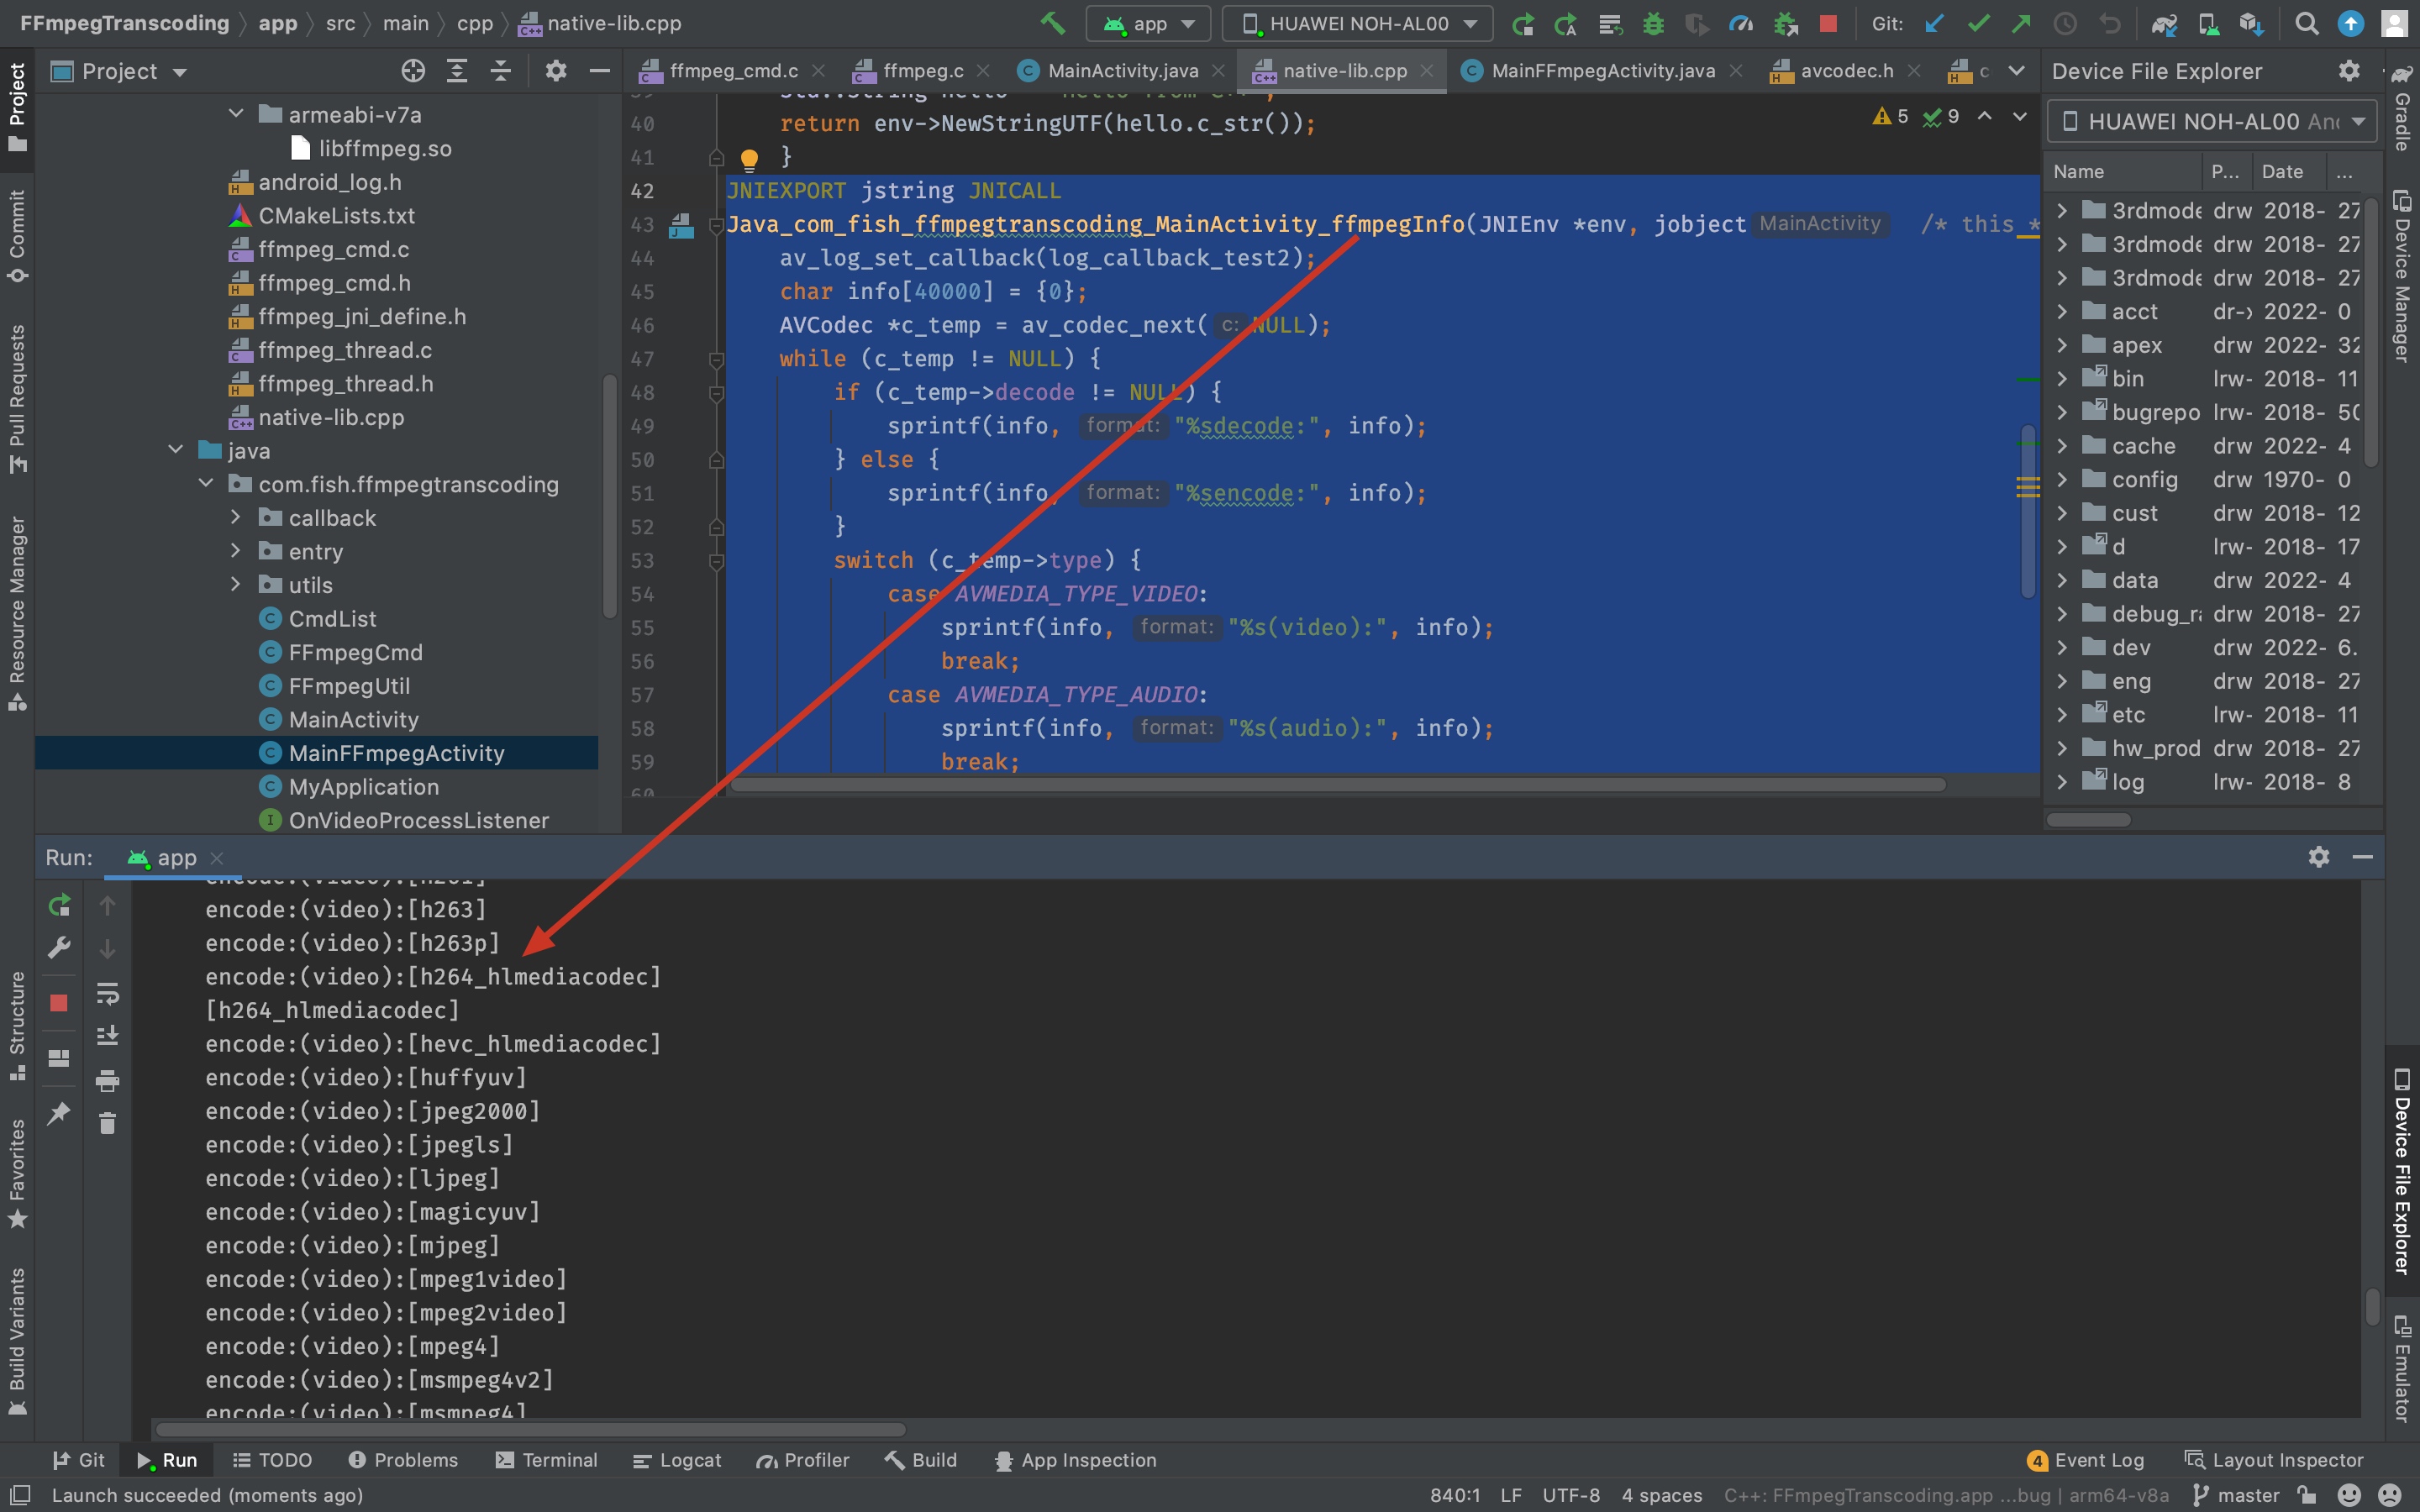 FFmpegTranscoding app src main cpp native-lib.cpp
app HUAWEI NOH-AL00 Git:
Project
ffmpeg_cmd.c ffmpeg.c MainActivity.java native-lib.cpp MainFFmpegActivity.java avcodec.h c
Device File Explorer
Project
Commit
Pull Requests
Resource Manager
Structure
Favorites
Build Variants
armeabi-v7a
libffmpeg.so
android_log.h
CMakeLists.txt
ffmpeg_cmd.c
ffmpeg_cmd.h
ffmpeg_jni_define.h
ffmpeg_thread.c
ffmpeg_thread.h
native-lib.cpp
java
com.fish.ffmpegtranscoding
callback
entry
utils
CmdList
FFmpegCmd
FFmpegUtil
MainActivity
MainFFmpegActivity
MyApplication
OnVideoProcessListener
5 9
40 return env->NewStringUTF(hello.c_str());
41 }
42 JNIEXPORT jstring JNICALL
43 Java_com_fish_ffmpegtranscoding_MainActivity_ffmpegInfo(JNIEnv *env, jobject MainActivity /* this *
44 av_log_set_callback(log_callback_test2);
45 char info[40000] = {0};
46 AVCodec *c_temp = av_codec_next( c: NULL);
47 while (c_temp != NULL) {
48 if (c_temp->decode != NULL) {
49 sprintf(info, format: "%sdecode:", info);
50 } else {
51 sprintf(info, format: "%sencode:", info);
52 }
53 switch (c_temp->type) {
54 case AVMEDIA_TYPE_VIDEO:
55 sprintf(info, format: "%s(video):", info);
56 break;
57 case AVMEDIA_TYPE_AUDIO:
58 sprintf(info, format: "%s(audio):", info);
59 break;
60
HUAWEI NOH-AL00
Name P... Date ...
3rdmode drw 2018- 27
3rdmode drw 2018- 27
3rdmode drw 2018- 27
acct dr-x 2022- 0
apex drw 2022- 32
bin lrw- 2018- 11
bugrepo lrw- 2018- 50
cache drw 2022- 4
config drw 1970- 0
cust drw 2018- 12
d lrw- 2018- 17
data drw 2022- 4
debug_ra drw 2018- 27
dev drw 2022- 6.
eng drw 2018- 27
etc lrw- 2018- 11
hw_prod drw 2018- 27
log lrw- 2018- 8
Gradle
Device Manager
Device File Explorer
Emulator
Run: app
encode:(video):[h261]
encode:(video):[h263]
encode:(video):[h263p]
encode:(video):[h264_hlmediacodec]
[h264_hlmediacodec]
encode:(video):[hevc_hlmediacodec]
encode:(video):[huffyuv]
encode:(video):[jpeg2000]
encode:(video):[jpegls]
encode:(video):[ljpeg]
encode:(video):[magicyuv]
encode:(video):[mjpeg]
encode:(video):[mpeg1video]
encode:(video):[mpeg2video]
encode:(video):[mpeg4]
encode:(video):[msmpeg4v2]
encode:(video):[msmpeg4]
Git Run TODO Problems Terminal Logcat Profiler Build App Inspection 4 Event Log Layout Inspector
Launch succeeded (moments ago) 840:1 LF UTF-8 4 spaces C++: FFmpegTranscoding.app ...bug | arm64-v8a master